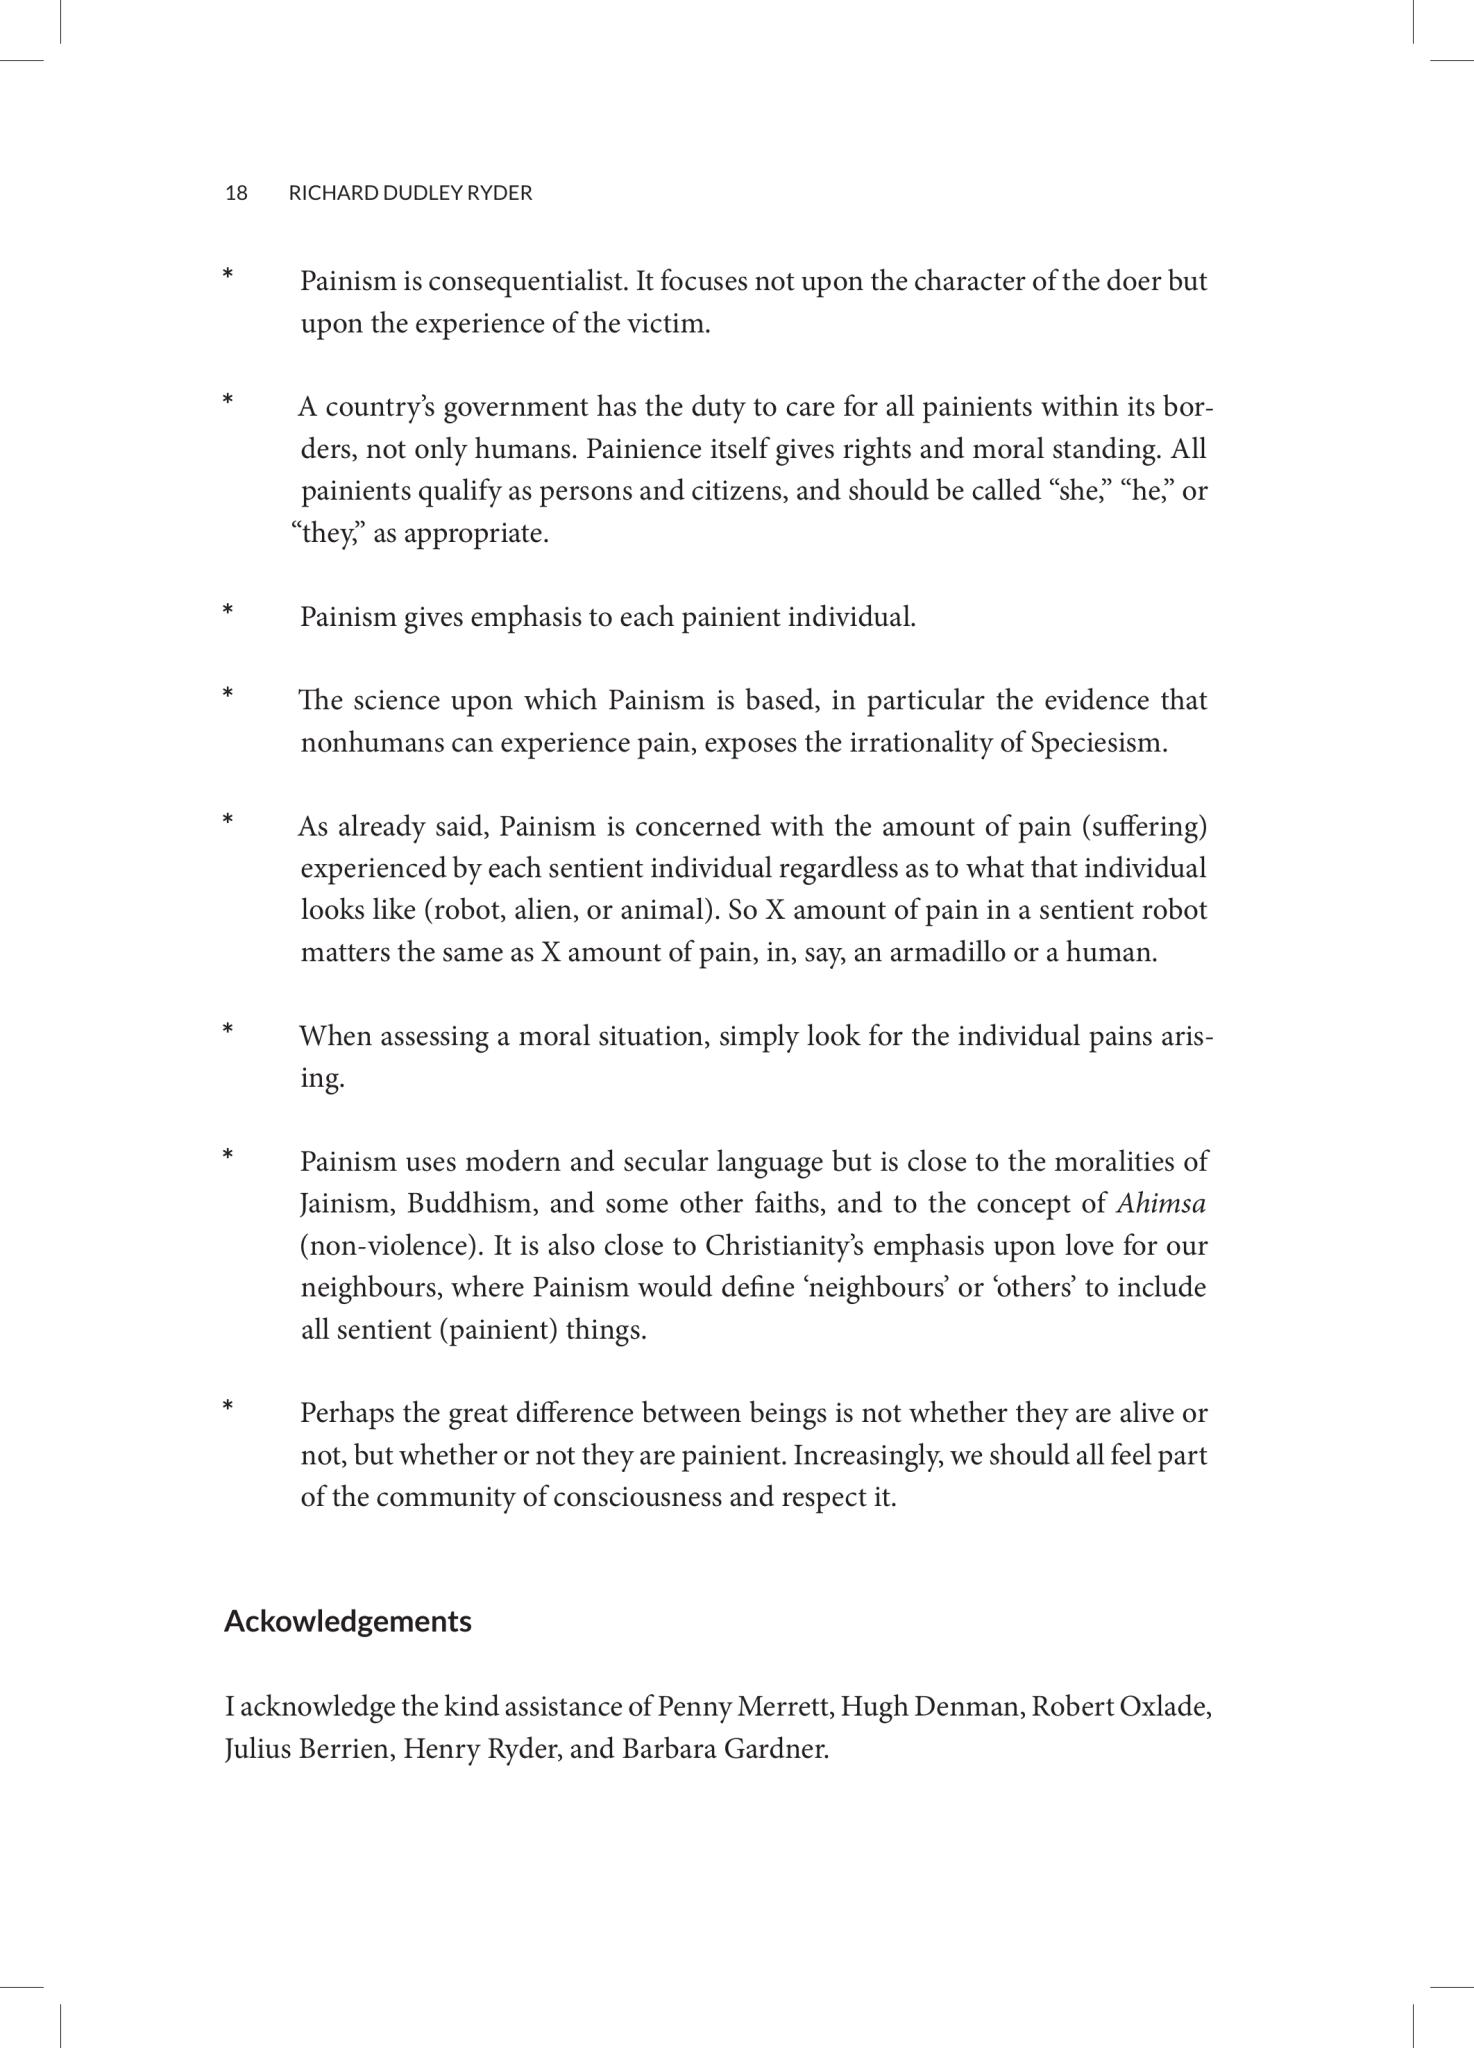 18 RICHARD DUDLEY RYDER
* Painism is consequentialist. It focuses not upon the character of the doer but
upon the experience of the victim.
* A country’s government has the duty to care for all painients within its bor-
ders, not only humans. Painience itself gives rights and moral standing. All
painients qualify as persons and citizens, and should be called “she,” “he,” or
“they,” as appropriate.
* Painism gives emphasis to each painient individual.
* The science upon which Painism is based, in particular the evidence that
nonhumans can experience pain, exposes the irrationality of Speciesism.
* As already said, Painism is concerned with the amount of pain (suffering)
experienced by each sentient individual regardless as to what that individual
looks like (robot, alien, or animal). So X amount of pain in a sentient robot
matters the same as X amount of pain, in, say, an armadillo or a human.
* When assessing a moral situation, simply look for the individual pains aris-
ing.
* Painism uses modern and secular language but is close to the moralities of
Jainism, Buddhism, and some other faiths, and to the concept of Ahimsa
(non-violence). It is also close to Christianity’s emphasis upon love for our
neighbours, where Painism would define ‘neighbours’ or ‘others’ to include
all sentient (painient) things.
* Perhaps the great difference between beings is not whether they are alive or
not, but whether or not they are painient. Increasingly, we should all feel part
of the community of consciousness and respect it.
Ackowledgements
I acknowledge the kind assistance of Penny Merrett, Hugh Denman, Robert Oxlade,
Julius Berrien, Henry Ryder, and Barbara Gardner.